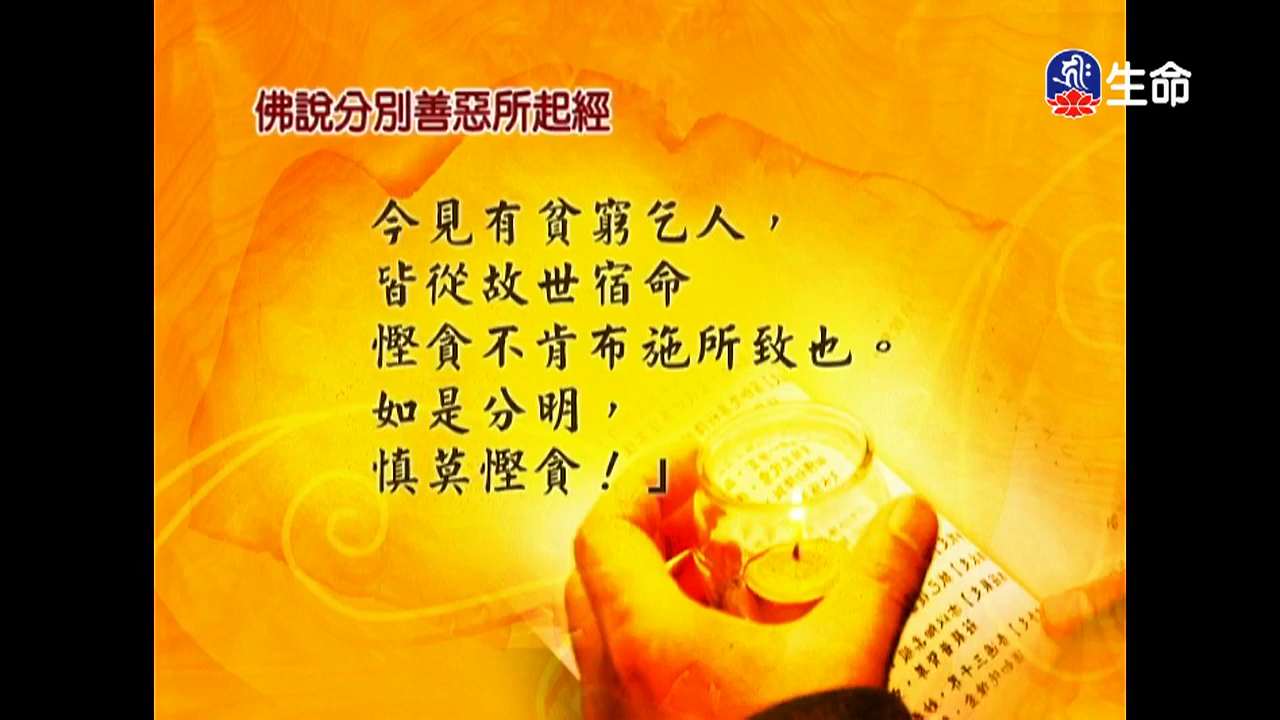 佛說分別善惡所起經
生命
今見有貧窮乞人，
皆從故世宿命
慳貪不肯布施所致也。
如是分明，
慎莫慳貪！」